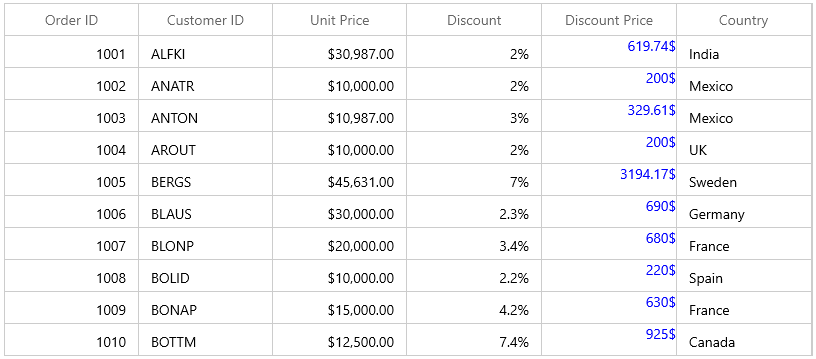 Order ID Customer ID Unit Price Discount Discount Price Country
1001 ALFKI $30,987.00 2% 619.74$ India
1002 ANATR $10,000.00 2% 200$ Mexico
1003 ANTON $10,987.00 3% 329.61$ Mexico
1004 AROUT $10,000.00 2% 200$ UK
1005 BERGS $45,631.00 7% 3194.17$ Sweden
1006 BLAUS $30,000.00 2.3% 690$ Germany
1007 BLONP $20,000.00 3.4% 680$ France
1008 BOLID $10,000.00 2.2% 220$ Spain
1009 BONAP $15,000.00 4.2% 630$ France
1010 BOTTM $12,500.00 7.4% 925$ Canada